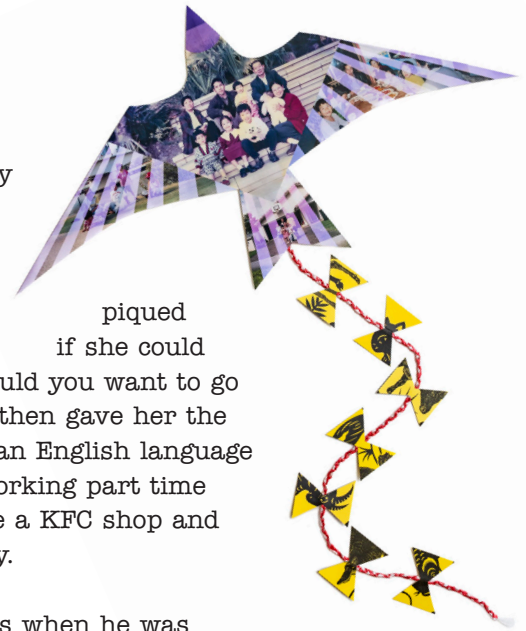 y
piqued
if she could
uld you want to go
then gave her the
an English language
orking part time
e a KFC shop and
y.
s when he was